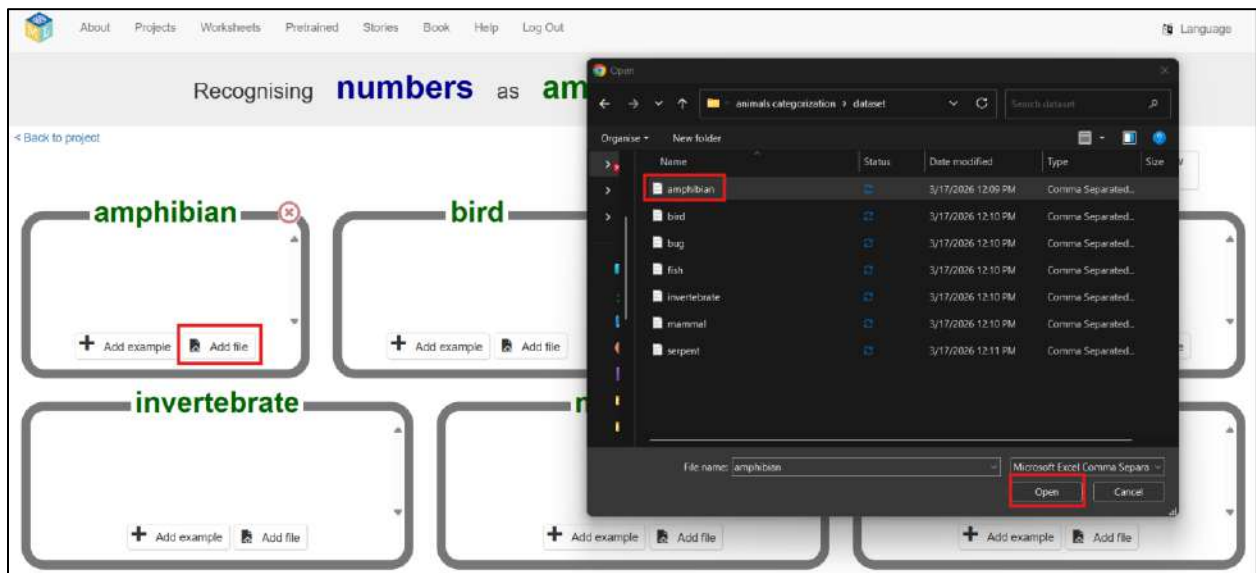 About Projects Worksheets Pretrained Stories Book Help Log Out Language
Recognising numbers as am
< Back to project
amphibian
bird
Add example Add file
Add example Add file
invertebrate
Add example Add file
Add example Add file
Add example Add file
Open
animals categorization > dataset
Search dataset
Organise New folder
Name Status Date modified Type Size
amphibian 3/17/2026 12:09 PM Comma Separated...
bird 3/17/2026 12:10 PM Comma Separated...
bug 3/17/2026 12:10 PM Comma Separated...
fish 3/17/2026 12:10 PM Comma Separated...
invertebrate 3/17/2026 12:10 PM Comma Separated...
mammal 3/17/2026 12:10 PM Comma Separated...
serpent 3/17/2026 12:11 PM Comma Separated...
File name: amphibian Microsoft Excel Comma Separa
Open Cancel